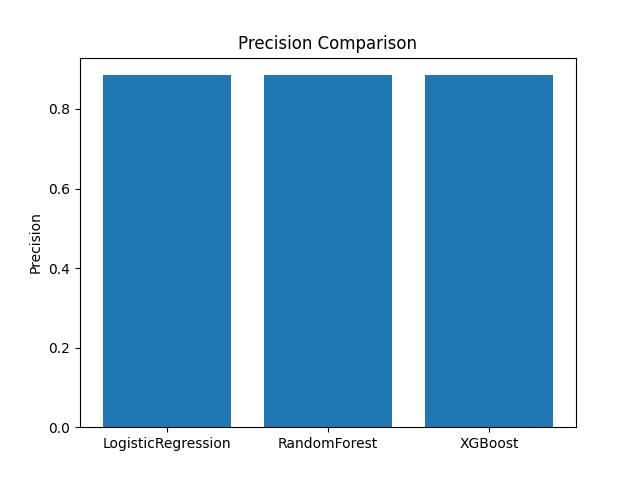 Precision Comparison
Precision
0.8
0.6
0.4
0.2
0.0
LogisticRegression
RandomForest
XGBoost